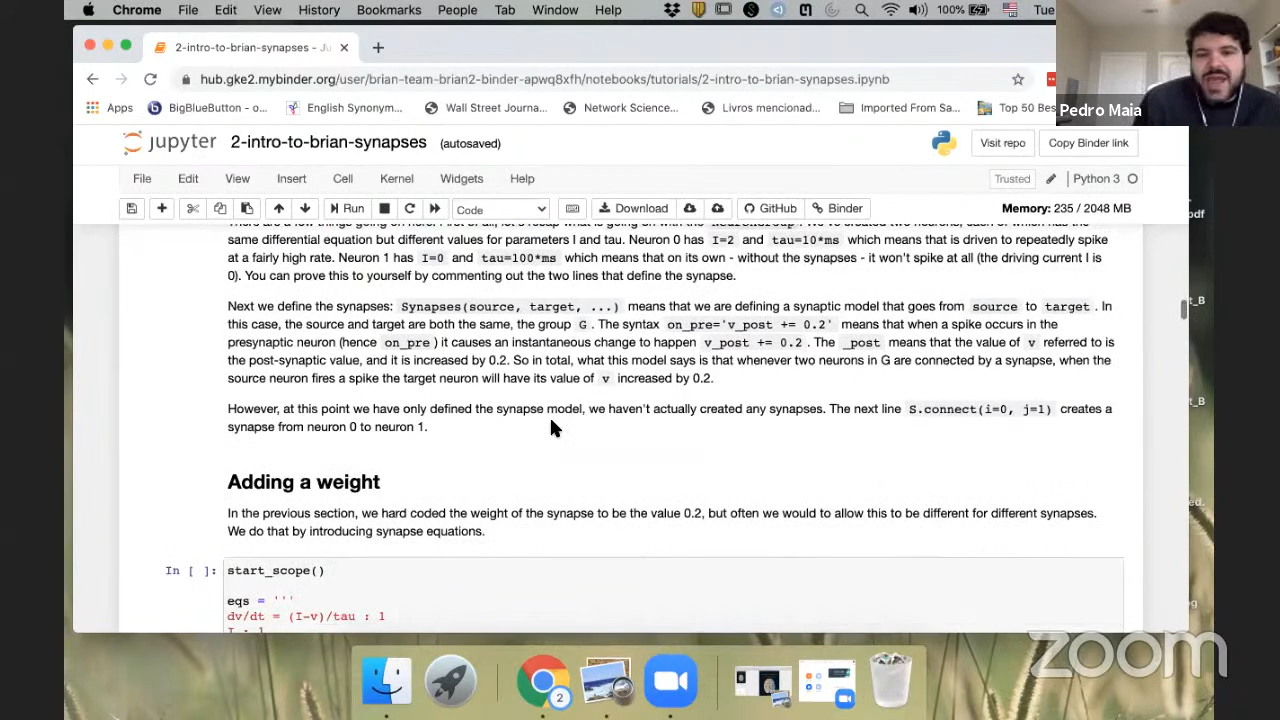 Chrome File Edit View History Bookmarks People Tab Window Help 100% Tue
2-intro-to-brian-synapses - Ju
hub.gke2.mybinder.org/user/brian-team-brian2-binder-apwq8xfh/notebooks/tutorials/2-intro-to-brian-synapses.ipynb
Apps BigBlueButton - o... English Synonym... Wall Street Journa... Network Science... Livros mencionad... Imported From Sa... Top 50 Bes
Pedro Maia
jupyter 2-intro-to-brian-synapses (autosaved) Visit repo Copy Binder link
File Edit View Insert Cell Kernel Widgets Help Trusted Python 3
Run Code Download GitHub Binder Memory: 235 / 2048 MB
pdf
same differential equation but different values for parameters I and tau. Neuron 0 has I=2 and tau=10*ms which means that is driven to repeatedly spike
at a fairly high rate. Neuron 1 has I=0 and tau=100*ms which means that on its own - without the synapses - it won't spike at all (the driving current I is
0). You can prove this to yourself by commenting out the two lines that define the synapse.
Next we define the synapses: Synapses(source, target, ...) means that we are defining a synaptic model that goes from source to target. In
t_B
this case, the source and target are both the same, the group G. The syntax on_pre='v_post += 0.2' means that when a spike occurs in the
presynaptic neuron (hence on_pre) it causes an instantaneous change to happen v_post += 0.2. The _post means that the value of v referred to is
the post-synaptic value, and it is increased by 0.2. So in total, what this model says is that whenever two neurons in G are connected by a synapse, when the
source neuron fires a spike the target neuron will have its value of v increased by 0.2.
However, at this point we have only defined the synapse model, we haven't actually created any synapses. The next line S.connect(i=0, j=1) creates a
t_B
synapse from neuron 0 to neuron 1.
Adding a weight
ed.
In the previous section, we hard coded the weight of the synapse to be the value 0.2, but often we would to allow this to be different for different synapses.
We do that by introducing synapse equations.
In [ ]: start_scope()
eqs = '''
dv/dt = (I-v)/tau : 1
I : 1
zoom
2